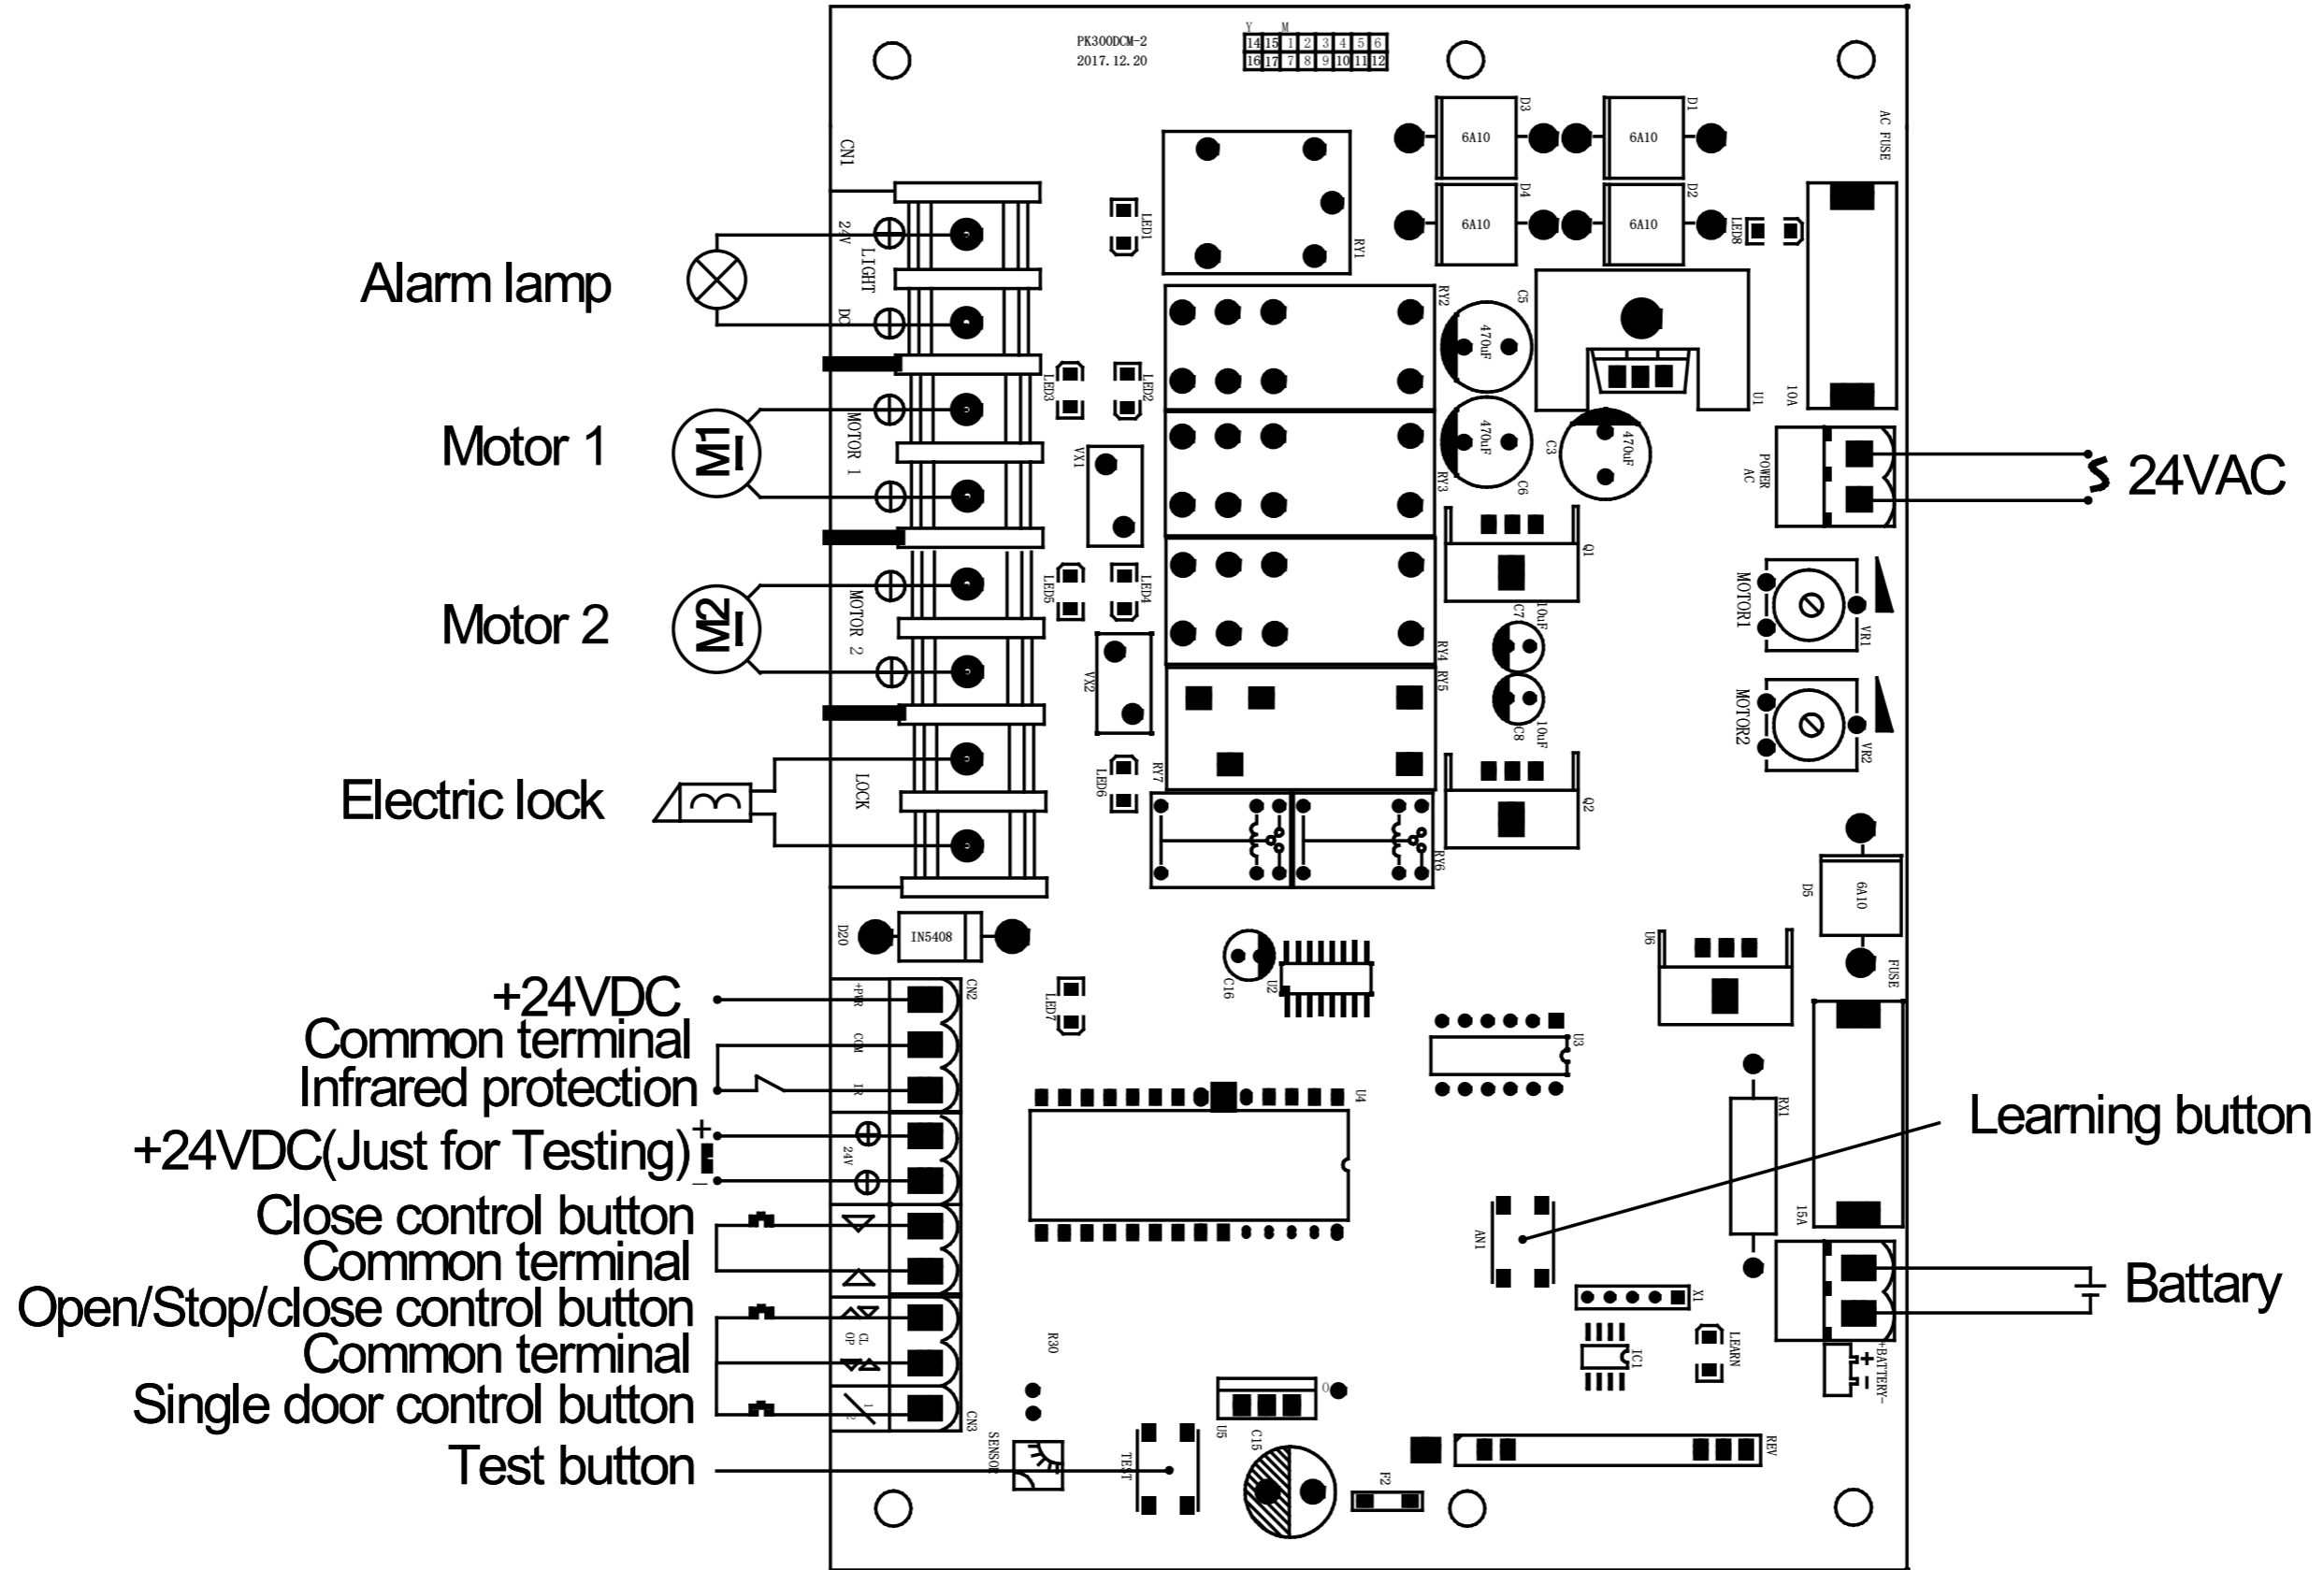 PK300DCM-2
2017.12.20
Y M
14 15 1 2 3 4 5 6
16 17 7 8 9 10 11 12
CN1
24V
LIGHT
DC
Alarm lamp
MOTOR 1
M1
Motor 1
MOTOR 2
M2
Motor 2
LOCK
Electric lock
D20
IN5408
+24VDC
+PWR
CN2
Common terminal
COM
Infrared protection
IR
+24VDC(Just for Testing)
+
−
24V
Close control button
Common terminal
Open/Stop/close control button
CL
OP
Common terminal
Single door control button
1
2
CN3
Test button
SENSOR
TEST
R30
LED1
LED3
LED2
VX1
LED5
LED4
VX2
LED6
LED7
RY1
RY2
RY3
RY4
RY5
RY7
RY6
D3
6A10
D1
6A10
D4
6A10
D2
6A10
LED8
AC FUSE
10A
C5
470uF
470uF
C6
C3
470uF
U1
POWER
AC
24VAC
Q1
C7
10uF
C8
10uF
Q2
MOTOR1
VR1
MOTOR2
VR2
D5
6A10
U6
FUSE
15A
C16
U2
U3
U4
RX1
Learning button
AN1
X1
IC1
LEARN
Battary
+
−
+BATTERY-
U5
0
C15
F2
REV